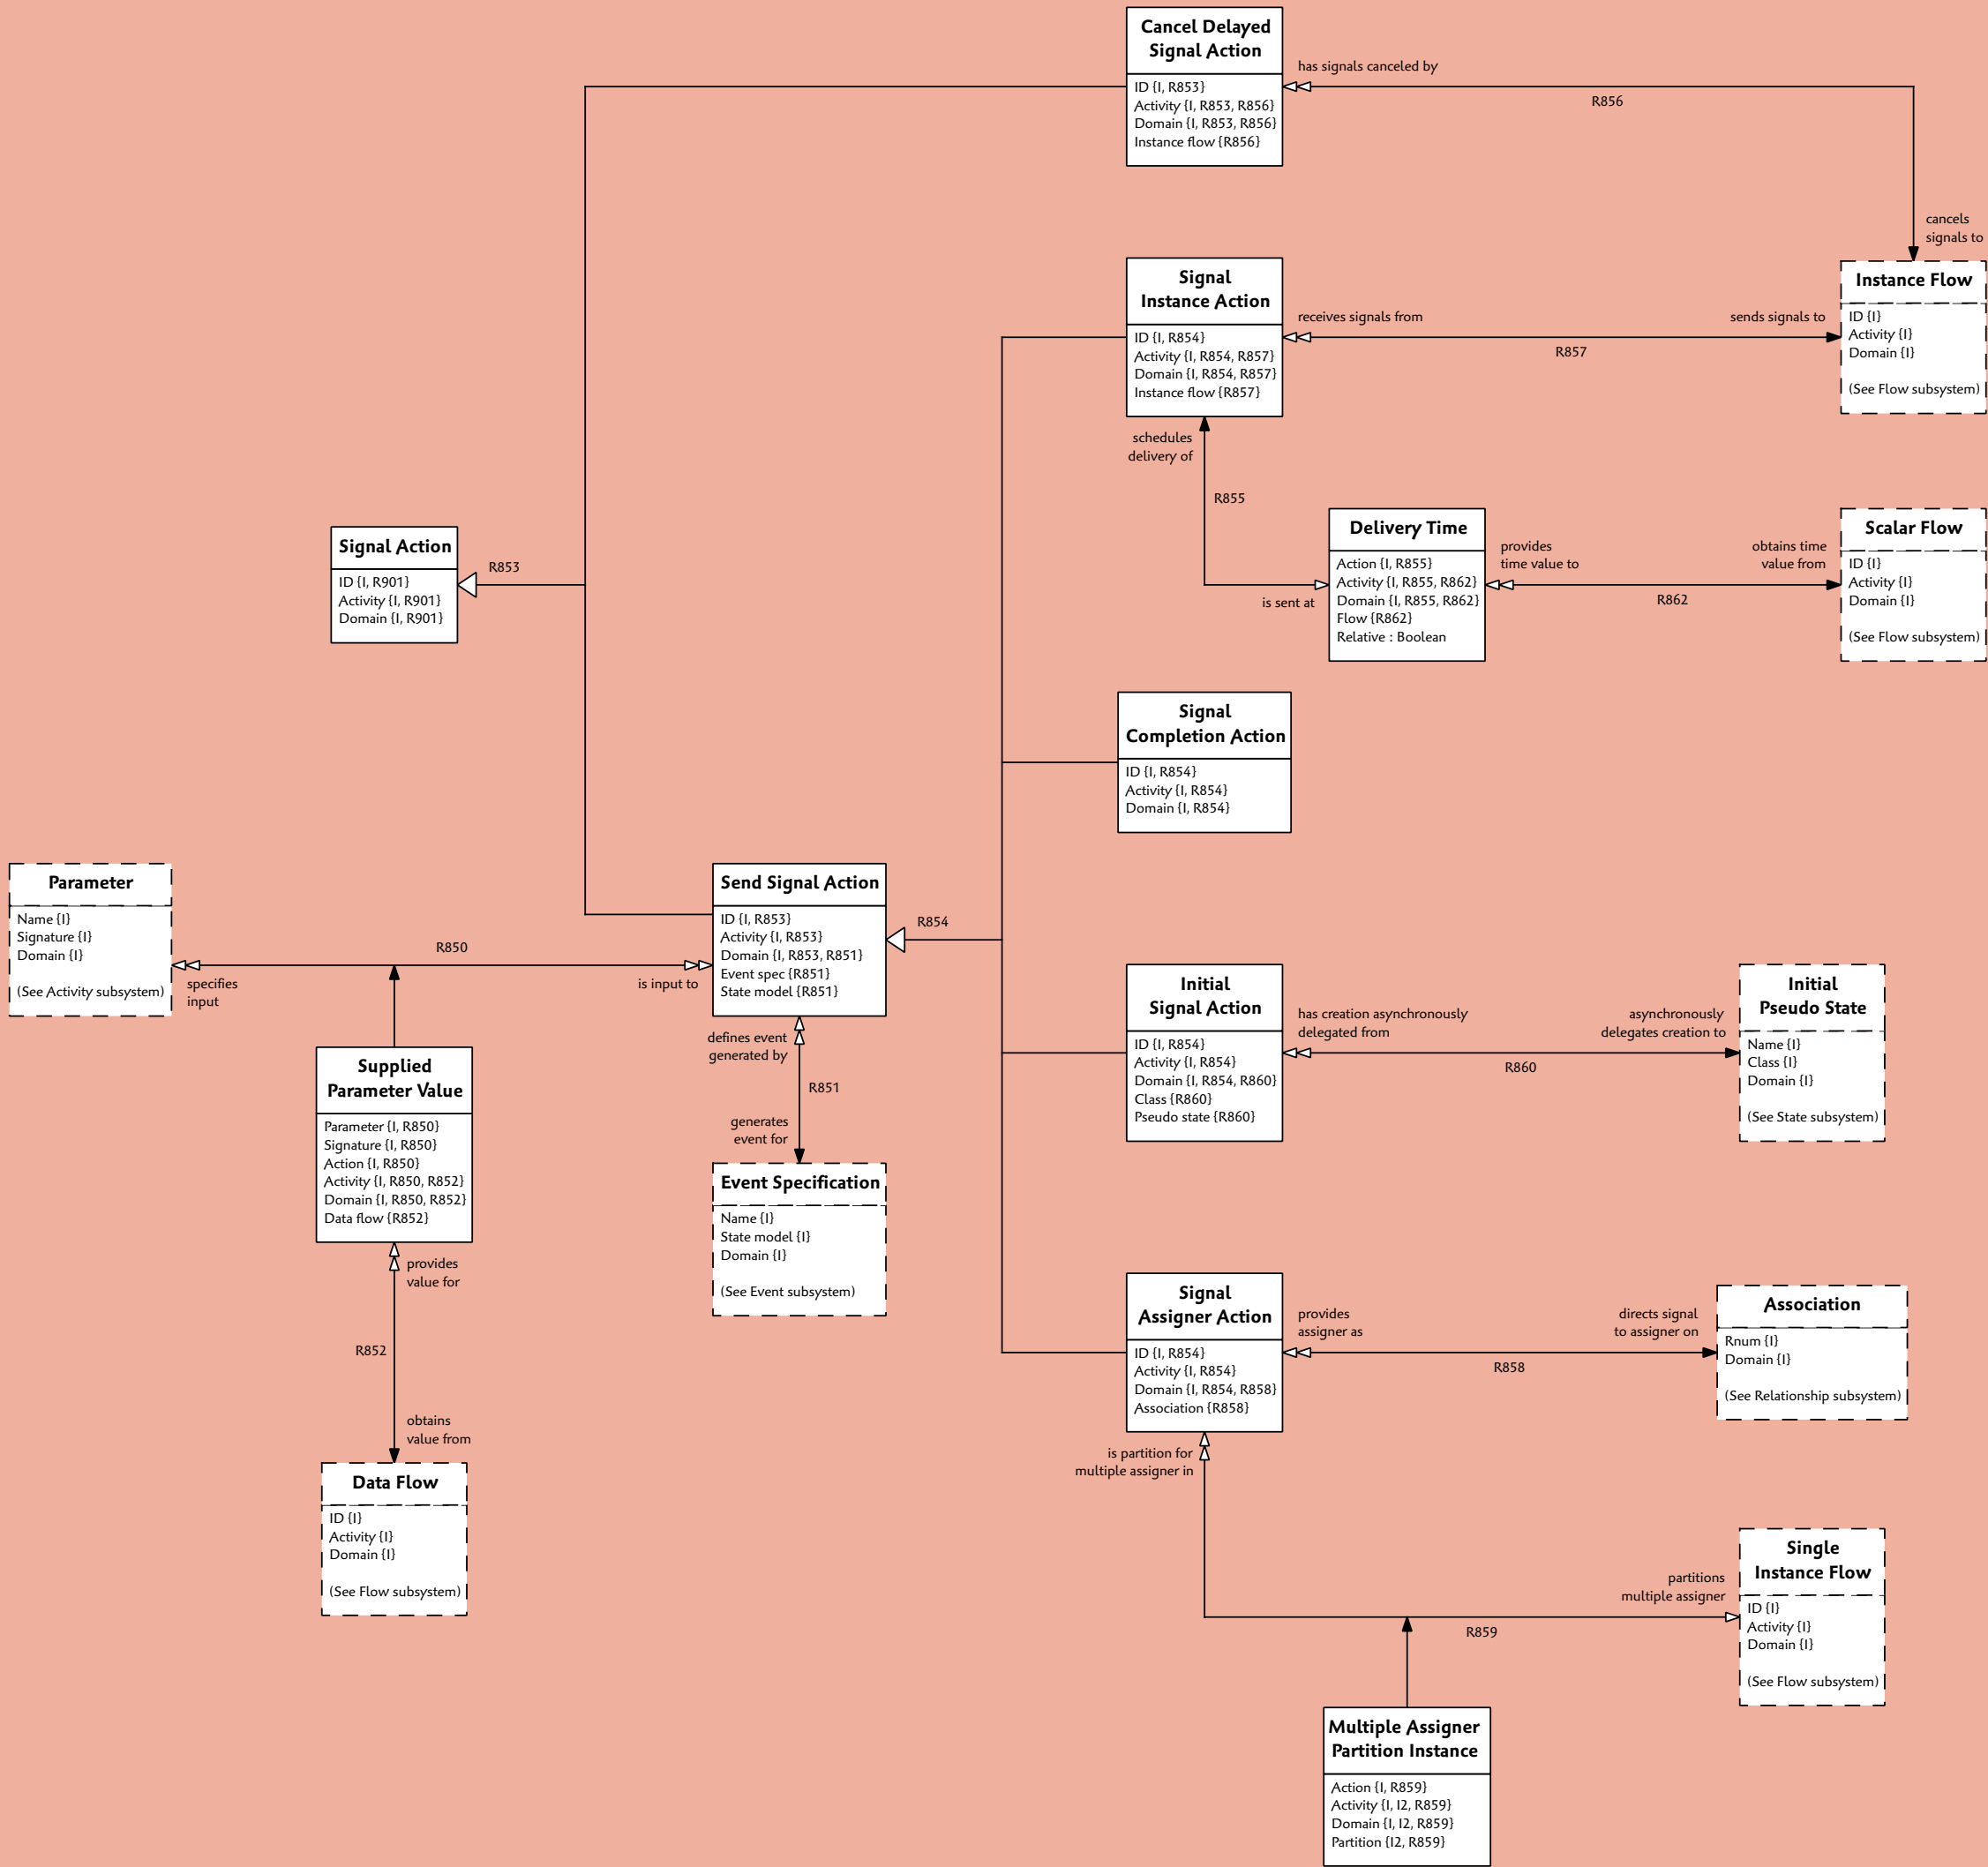 Cancel Delayed
Signal Action
ID {I, R853}
Activity {I, R853, R856}
Domain {I, R853, R856}
Instance flow {R856}
has signals canceled by
R856
cancels
signals to
Signal
Instance Action
ID {I, R854}
Activity {I, R854, R857}
Domain {I, R854, R857}
Instance flow {R857}
receives signals from
sends signals to
R857
Instance Flow
ID {I}
Activity {I}
Domain {I}
(See Flow subsystem)
schedules
delivery of
R855
is sent at
Delivery Time
Action {I, R855}
Activity {I, R855, R862}
Domain {I, R855, R862}
Flow {R862}
Relative : Boolean
provides
time value to
obtains time
value from
R862
Scalar Flow
ID {I}
Activity {I}
Domain {I}
(See Flow subsystem)
Signal Action
ID {I, R901}
Activity {I, R901}
Domain {I, R901}
R853
Signal
Completion Action
ID {I, R854}
Activity {I, R854}
Domain {I, R854}
Parameter
Name {I}
Signature {I}
Domain {I}
(See Activity subsystem)
specifies
input
R850
is input to
Send Signal Action
ID {I, R853}
Activity {I, R853}
Domain {I, R853, R851}
Event spec {R851}
State model {R851}
R854
Initial
Signal Action
ID {I, R854}
Activity {I, R854}
Domain {I, R854, R860}
Class {R860}
Pseudo state {R860}
has creation asynchronously
delegated from
asynchronously
delegates creation to
R860
Initial
Pseudo State
Name {I}
Class {I}
Domain {I}
(See State subsystem)
Supplied
Parameter Value
Parameter {I, R850}
Signature {I, R850}
Action {I, R850}
Activity {I, R850, R852}
Domain {I, R850, R852}
Data flow {R852}
defines event
generated by
R851
generates
event for
Event Specification
Name {I}
State model {I}
Domain {I}
(See Event subsystem)
provides
value for
R852
obtains
value from
Data Flow
ID {I}
Activity {I}
Domain {I}
(See Flow subsystem)
Signal
Assigner Action
ID {I, R854}
Activity {I, R854}
Domain {I, R854, R858}
Association {R858}
provides
assigner as
directs signal
to assigner on
R858
Association
Rnum {I}
Domain {I}
(See Relationship subsystem)
is partition for
multiple assigner in
partitions
multiple assigner
R859
Single
Instance Flow
ID {I}
Activity {I}
Domain {I}
(See Flow subsystem)
Multiple Assigner
Partition Instance
Action {I, R859}
Activity {I, I2, R859}
Domain {I, I2, R859}
Partition {I2, R859}